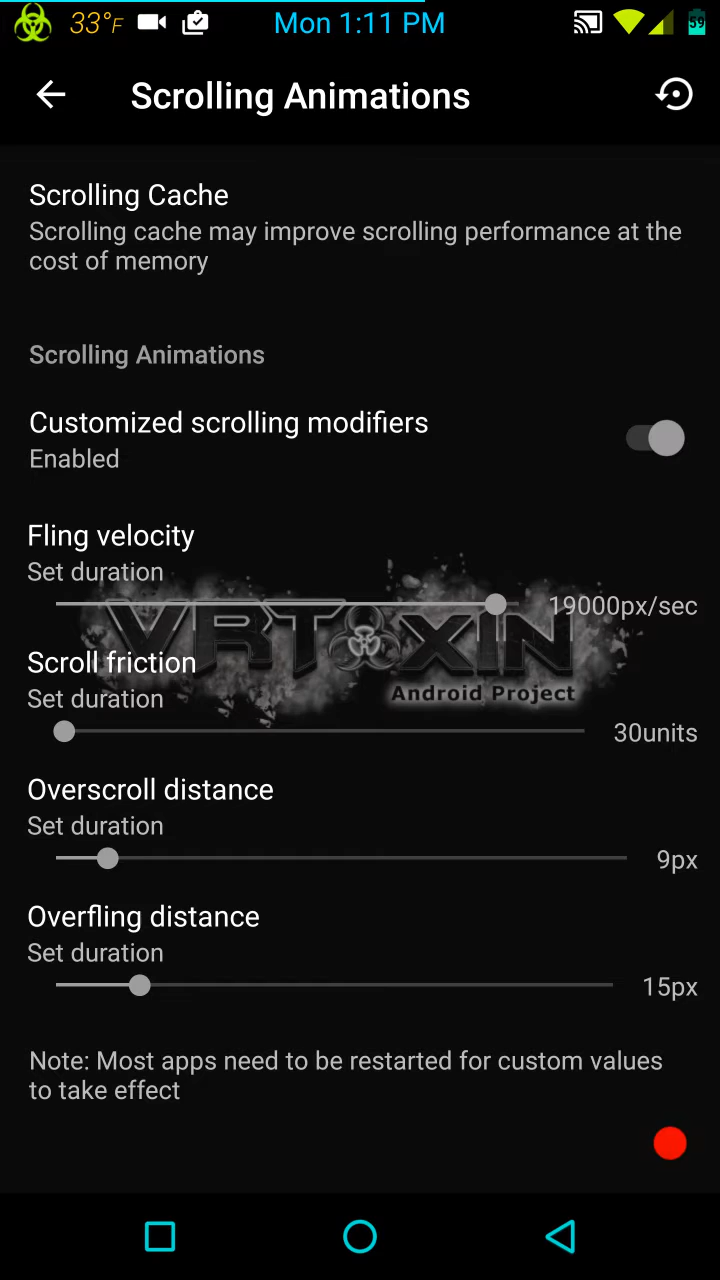 33°F
Mon 1:11 PM
59
Scrolling Animations
Scrolling Cache
Scrolling cache may improve scrolling performance at the
cost of memory
Scrolling Animations
Customized scrolling modifiers
Enabled
Fling velocity
Set duration
19000px/sec
VRTOXIN
Android Project
Scroll friction
Set duration
30units
Overscroll distance
Set duration
9px
Overfling distance
Set duration
15px
Note: Most apps need to be restarted for custom values
to take effect